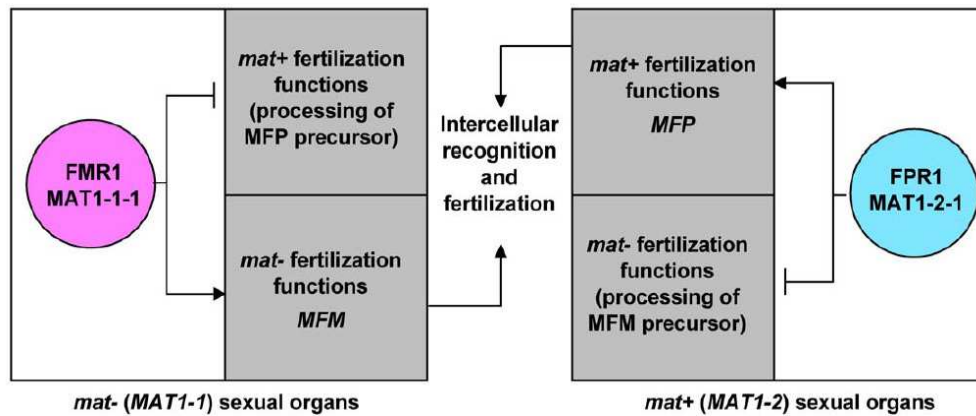 FMR1
MAT1-1-1
mat+ fertilization
functions
(processing of
MFP precursor)
mat- fertilization
functions
MFM
Intercellular
recognition
and
fertilization
mat+ fertilization
functions
MFP
mat- fertilization
functions
(processing of
MFM precursor)
FPR1
MAT1-2-1
mat- (MAT1-1) sexual organs
mat+ (MAT1-2) sexual organs